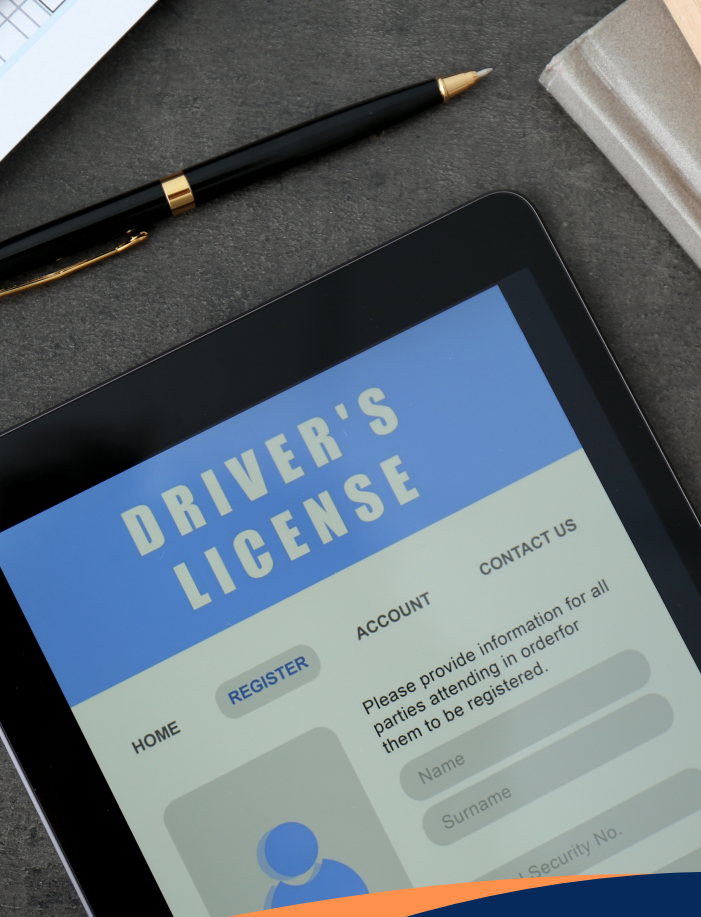 DRIVER'S
LICENSE
HOME
REGISTER
ACCOUNT
CONTACT US
Please provide information for all
parties attending in orderfor
them to be registered.
Name
Surname
Security No.